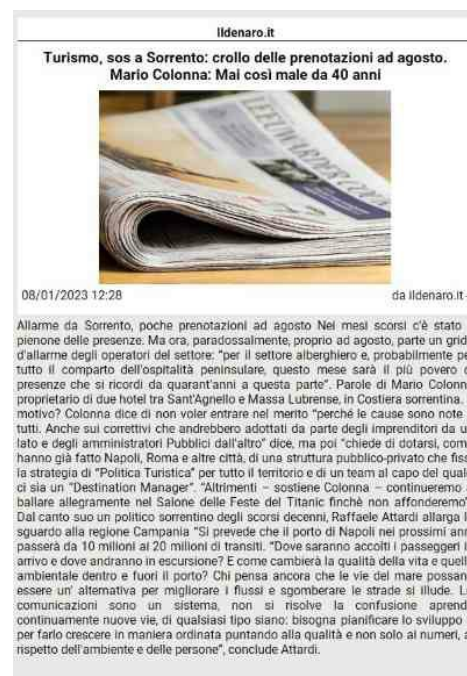 ildenaro.it
Turismo, sos a Sorrento: crollo delle prenotazioni ad agosto.
Mario Colonna: Mai così male da 40 anni
LEEUWARDER COU
08/01/2023 12:28
da ildenaro.it -
Allarme da Sorrento, poche prenotazioni ad agosto Nei mesi scorsi c'è stato
pienone delle presenze. Ma ora, paradossalmente, proprio ad agosto, parte un grid
d'allarme degli operatori del settore: "per il settore alberghiero e, probabilmente pe
tutto il comparto dell'ospitalità peninsulare, questo mese sarà il più povero d
presenze che si ricordi da quarant'anni a questa parte". Parole di Mario Colonn
proprietario di due hotel tra Sant'Agnello e Massa Lubrense, in Costiera sorrentina.
motivo? Colonna dice di non voler entrare nel merito "perché le cause sono note
tutti. Anche sui correttivi che andrebbero adottati da parte degli imprenditori da u
lato e degli amministratori Pubblici dall'altro" dice, ma poi "chiede di dotarsi, com
hanno già fatto Napoli, Roma e altre città, di una struttura pubblico-privato che fiss
la strategia di "Politica Turistica" per tutto il territorio e di un team al capo del qual
ci sia un "Destination Manager". "Altrimenti – sostiene Colonna – continueremo
ballare allegramente nel Salone delle Feste del Titanic finchè non affonderemo"
Dal canto suo un politico sorrentino degli scorsi decenni, Raffaele Attardi allarga l
sguardo alla regione Campania "Si prevede che il porto di Napoli nei prossimi ann
passerà da 10 milioni ai 20 milioni di transiti. "Dove saranno accolti i passeggeri i
arrivo e dove andranno in escursione? E come cambierà la qualità della vita e quell
ambientale dentro e fuori il porto? Chi pensa ancora che le vie del mare possan
essere un' alternativa per migliorare i flussi e sgomberare le strade si illude. L
comunicazioni sono un sistema, non si risolve la confusione aprend
continuamente nuove vie, di qualsiasi tipo siano: bisogna pianificare lo sviluppo
per farlo crescere in maniera ordinata puntando alla qualità e non solo ai numeri, a
rispetto dell'ambiente e delle persone", conclude Attardi.